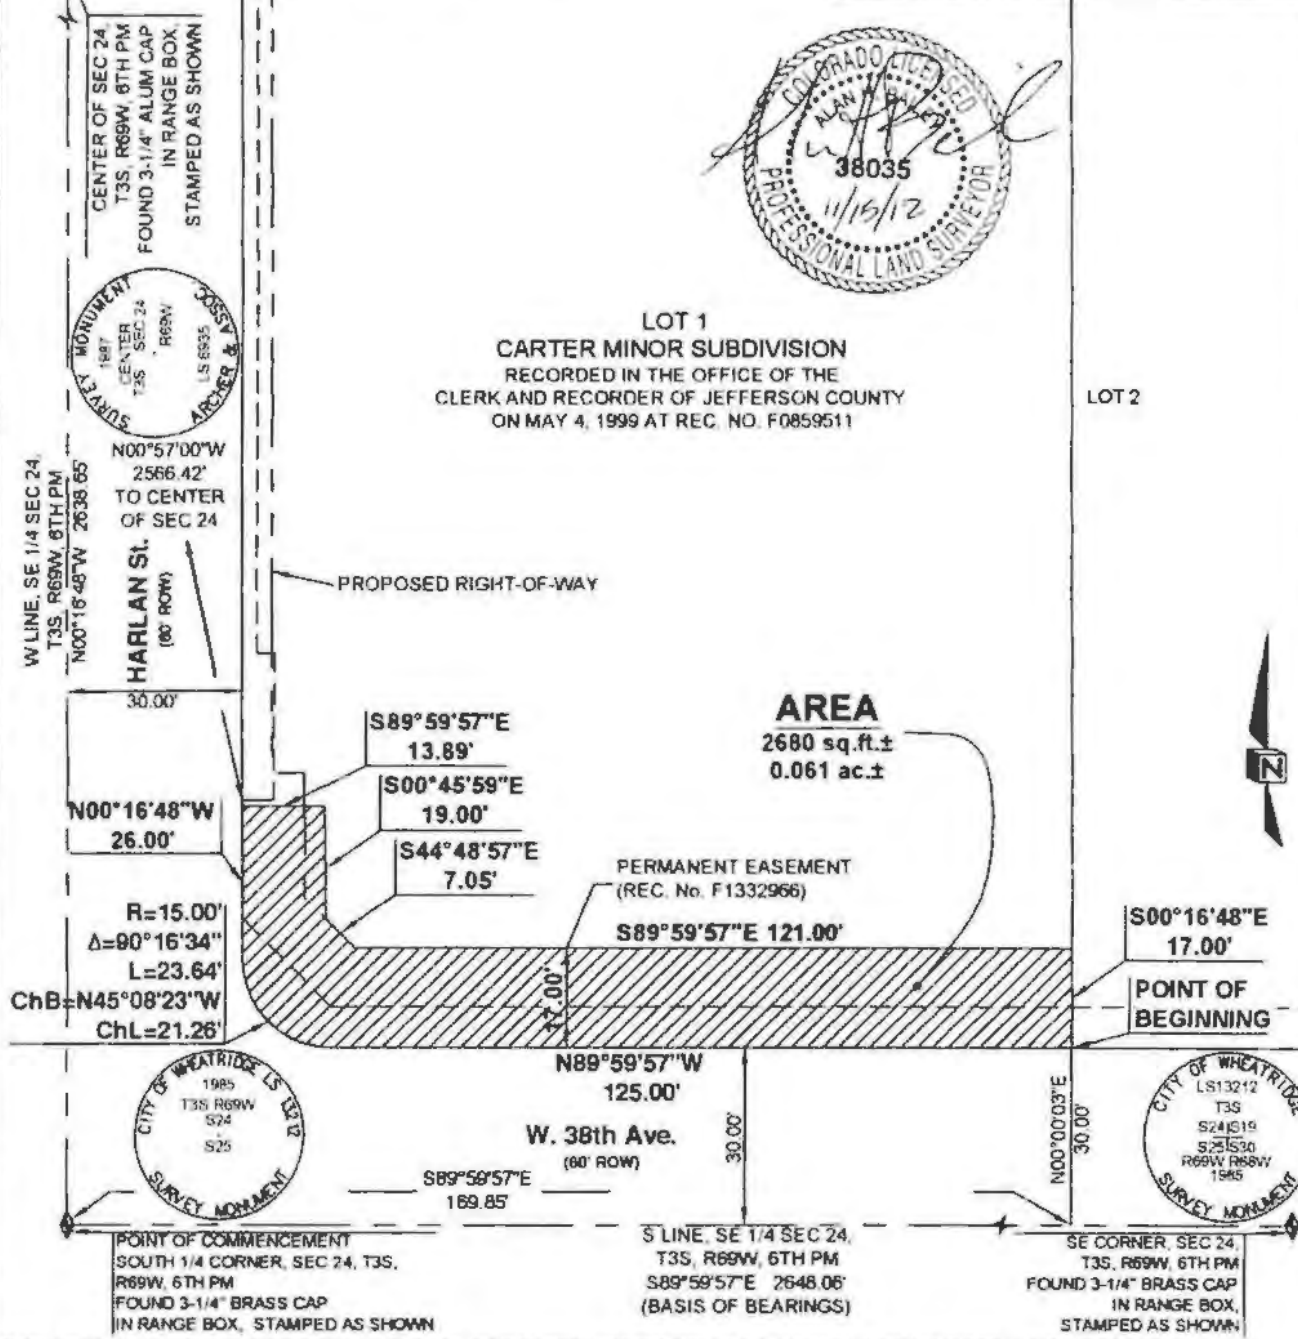 CENTER OF SEC 24,
T3S, R69W, 6TH PM
FOUND 3-1/4" ALUM CAP
IN RANGE BOX,
STAMPED AS SHOWN
COLORADO LICENSED
ALAN
38035
11/15/12
PROFESSIONAL LAND SURVEYOR
SURVEY MONUMENT
1987
CENTER
T3S SEC 24
R69W
LS 6935
ARCHER & ASSOC
LOT 1
CARTER MINOR SUBDIVISION
RECORDED IN THE OFFICE OF THE
CLERK AND RECORDER OF JEFFERSON COUNTY
ON MAY 4, 1999 AT REC. NO. F0859511
LOT 2
N00°57'00"W
2566.42'
TO CENTER
OF SEC 24
W LINE, SE 1/4 SEC 24,
T3S, R69W, 6TH PM
N00°16'48"W 2638.65'
HARLAN St.
(60' ROW)
PROPOSED RIGHT-OF-WAY
30.00'
S89°59'57"E
13.89'
AREA
2680 sq.ft.±
0.061 ac.±
S00°45'59"E
19.00'
N00°16'48"W
26.00'
S44°48'57"E
7.05'
PERMANENT EASEMENT
(REC. No. F1332966)
S89°59'57"E 121.00'
R=15.00'
Δ=90°16'34"
L=23.64'
ChB=N45°08'23"W
ChL=21.26'
17.00'
S00°16'48"E
17.00'
POINT OF
BEGINNING
N
N89°59'57"W
125.00'
W. 38th Ave.
(60' ROW)
30.00'
N00°00'03"E
30.00'
CITY OF WHEATRIDGE LS 13212
1985
T3S R69W
S24
S25
SURVEY MONUMENT
CITY OF WHEATRIDGE
LS13212
T3S
S24|S19
S25|S30
R69W R68W
1985
SURVEY MONUMENT
S89°59'57"E
169.85'
POINT OF COMMENCEMENT
SOUTH 1/4 CORNER, SEC 24, T3S,
R69W, 6TH PM
FOUND 3-1/4" BRASS CAP
IN RANGE BOX, STAMPED AS SHOWN
S LINE, SE 1/4 SEC 24,
T3S, R69W, 6TH PM
S89°59'57"E 2648.06'
(BASIS OF BEARINGS)
SE CORNER, SEC 24,
T3S, R69W, 6TH PM
FOUND 3-1/4" BRASS CAP
IN RANGE BOX,
STAMPED AS SHOWN